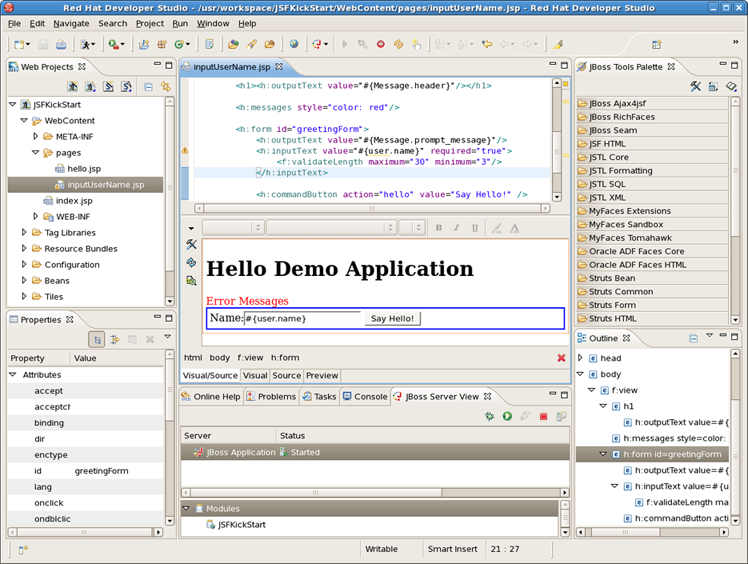 Red Hat Developer Studio - /usr/workspace/JSFKickStart/WebContent/pages/inputUserName.jsp - Red Hat Developer Studio
File Edit Navigate Search Project Run Window Help
Web Projects
JSFKickStart
WebContent
META-INF
pages
hello.jsp
inputUserName.jsp
index.jsp
WEB-INF
Tag Libraries
Resource Bundles
Configuration
Beans
Tiles
Properties
Property Value
Attributes
accept
acceptch
binding
dir
enctype
id greetingForm
lang
onclick
ondblclic
inputUserName.jsp
<h1><h:outputText value="#{Message.header}"/></h1>
<h:messages style="color: red"/>
<h:form id="greetingForm">
<h:outputText value="#{Message.prompt_message}"/>
<h:inputText value="#{user.name}" required="true">
<f:validateLength maximum="30" minimum="3"/>
</h:inputText>
<h:commandButton action="hello" value="Say Hello!" />
B I U
Hello Demo Application
Error Messages
Name:#{user.name} Say Hello!
html body f:view h:form
Visual/Source Visual Source Preview
Online Help Problems Tasks Console JBoss Server View
Server Status
JBoss Application Started
Modules
JSFKickStart
JBoss Tools Palette
JBoss Ajax4jsf
JBoss RichFaces
JBoss Seam
JSF HTML
JSTL Core
JSTL Formatting
JSTL SQL
JSTL XML
MyFaces Extensions
MyFaces Sandbox
MyFaces Tomahawk
Oracle ADF Faces Core
Oracle ADF Faces HTML
Struts Bean
Struts Common
Struts Form
Struts HTML
Outline
head
body
f:view
h1
h:outputText value=#{
h:messages style=color:
h:form id=greetingForm
h:outputText value=#{
h:inputText value=#{u
f:validateLength ma
h:commandButton acti
Writable Smart Insert 21 : 27